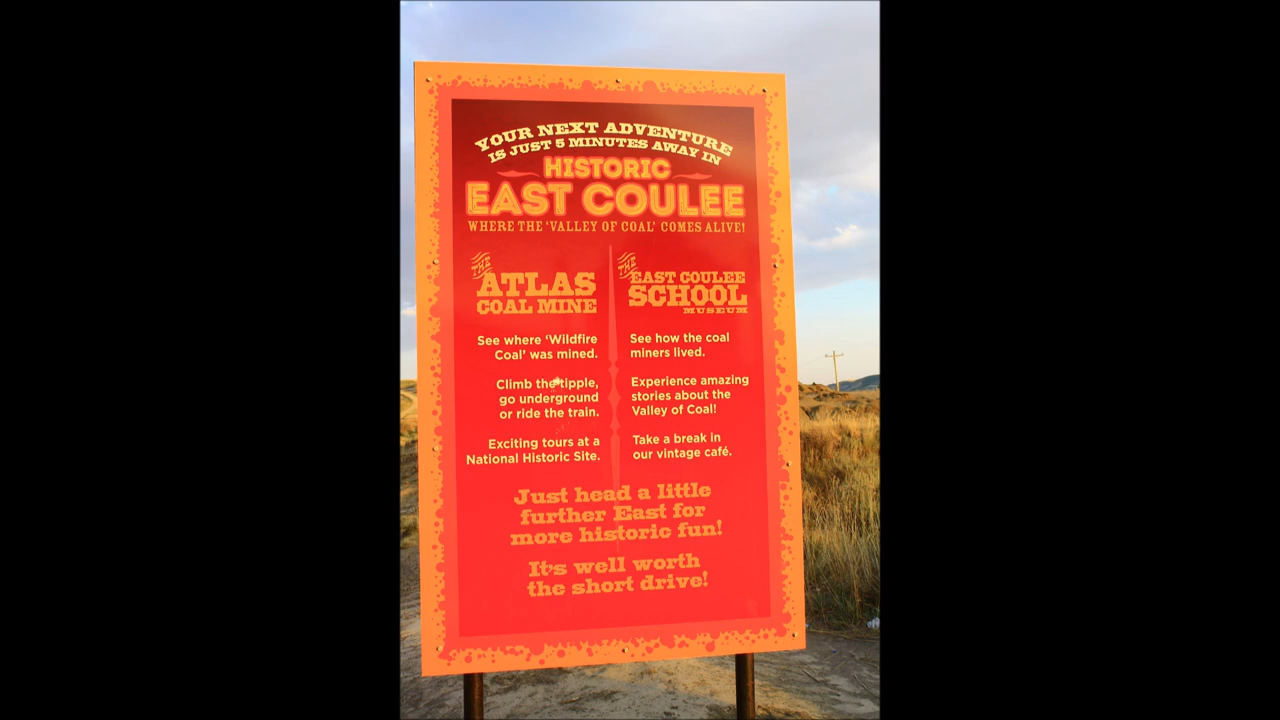 YOUR NEXT ADVENTURE
IS JUST 5 MINUTES AWAY IN
HISTORIC
EAST COULEE
WHERE THE 'VALLEY OF COAL' COMES ALIVE!
THE
ATLAS
COAL MINE
See where 'Wildfire
Coal' was mined.
Climb the tipple,
go underground
or ride the train.
Exciting tours at a
National Historic Site.
THE
EAST COULEE
SCHOOL
MUSEUM
See how the coal
miners lived.
Experience amazing
stories about the
Valley of Coal!
Take a break in
our vintage café.
Just head a little
further East for
more historic fun!
It's well worth
the short drive!